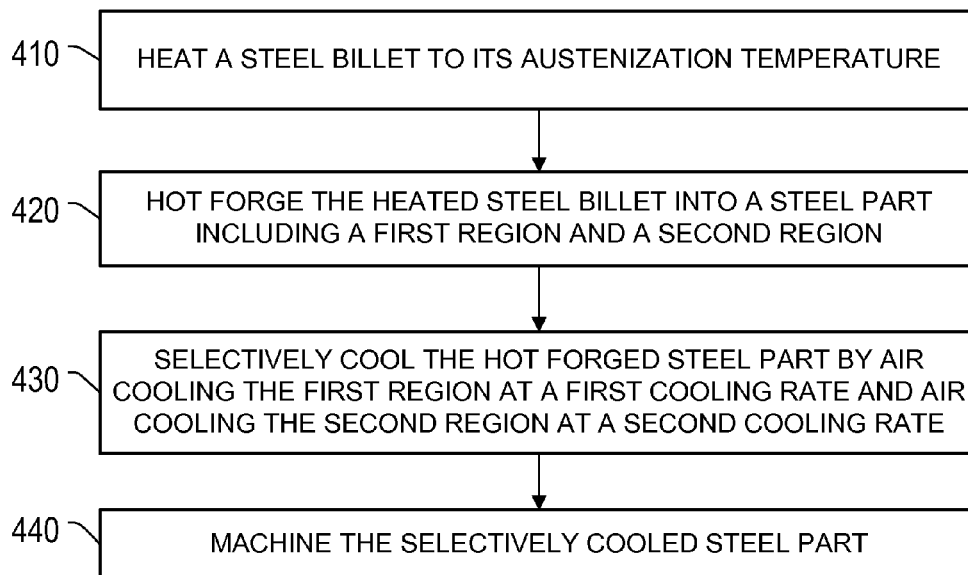 410
HEAT A STEEL BILLET TO ITS AUSTENIZATION TEMPERATURE
420
HOT FORGE THE HEATED STEEL BILLET INTO A STEEL PART
INCLUDING A FIRST REGION AND A SECOND REGION
430
SELECTIVELY COOL THE HOT FORGED STEEL PART BY AIR
COOLING THE FIRST REGION AT A FIRST COOLING RATE AND AIR
COOLING THE SECOND REGION AT A SECOND COOLING RATE
440
MACHINE THE SELECTIVELY COOLED STEEL PART